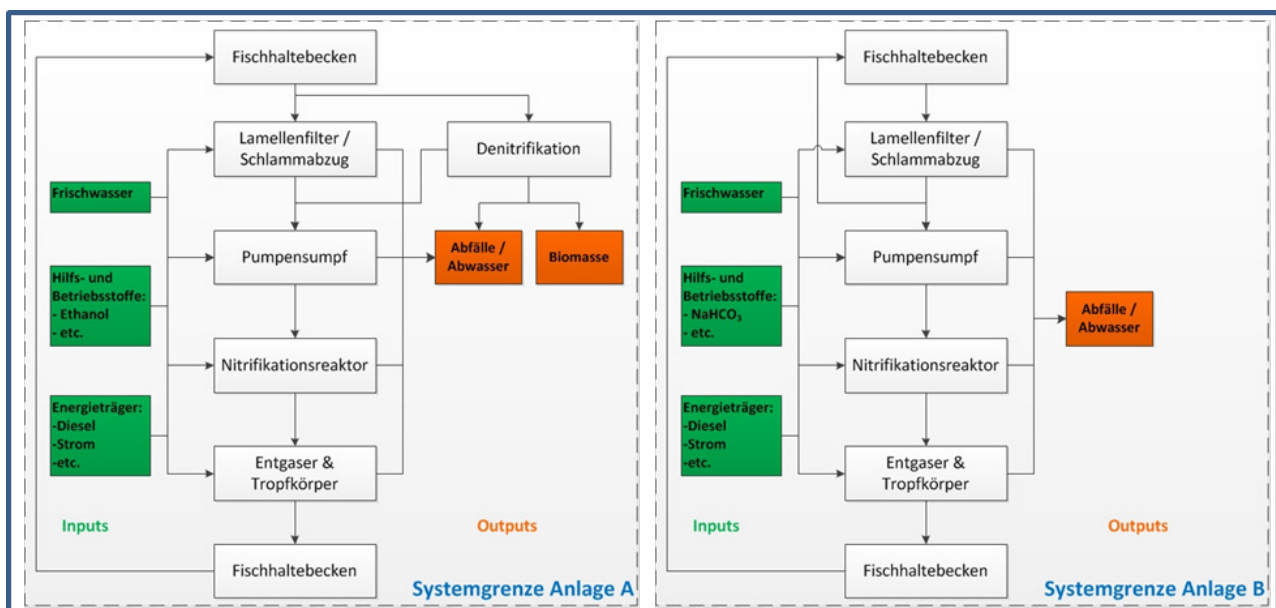 Fischhaltebecken
Lamellenfilter /
Schlammabzug
Denitrifikation
Frischwasser
Pumpensumpf
Abfälle /
Abwasser
Biomasse
Hilfs- und
Betriebsstoffe:
- Ethanol
- etc.
Nitrifikationsreaktor
Energieträger:
-Diesel
-Strom
-etc.
Entgaser &
Tropfkörper
Inputs
Outputs
Fischhaltebecken
Systemgrenze Anlage A
Fischhaltebecken
Lamellenfilter /
Schlammabzug
Frischwasser
Pumpensumpf
Hilfs- und
Betriebsstoffe:
- NaHCO₃
- etc.
Abfälle /
Abwasser
Nitrifikationsreaktor
Energieträger:
-Diesel
-Strom
-etc.
Entgaser &
Tropfkörper
Inputs
Outputs
Fischhaltebecken
Systemgrenze Anlage B